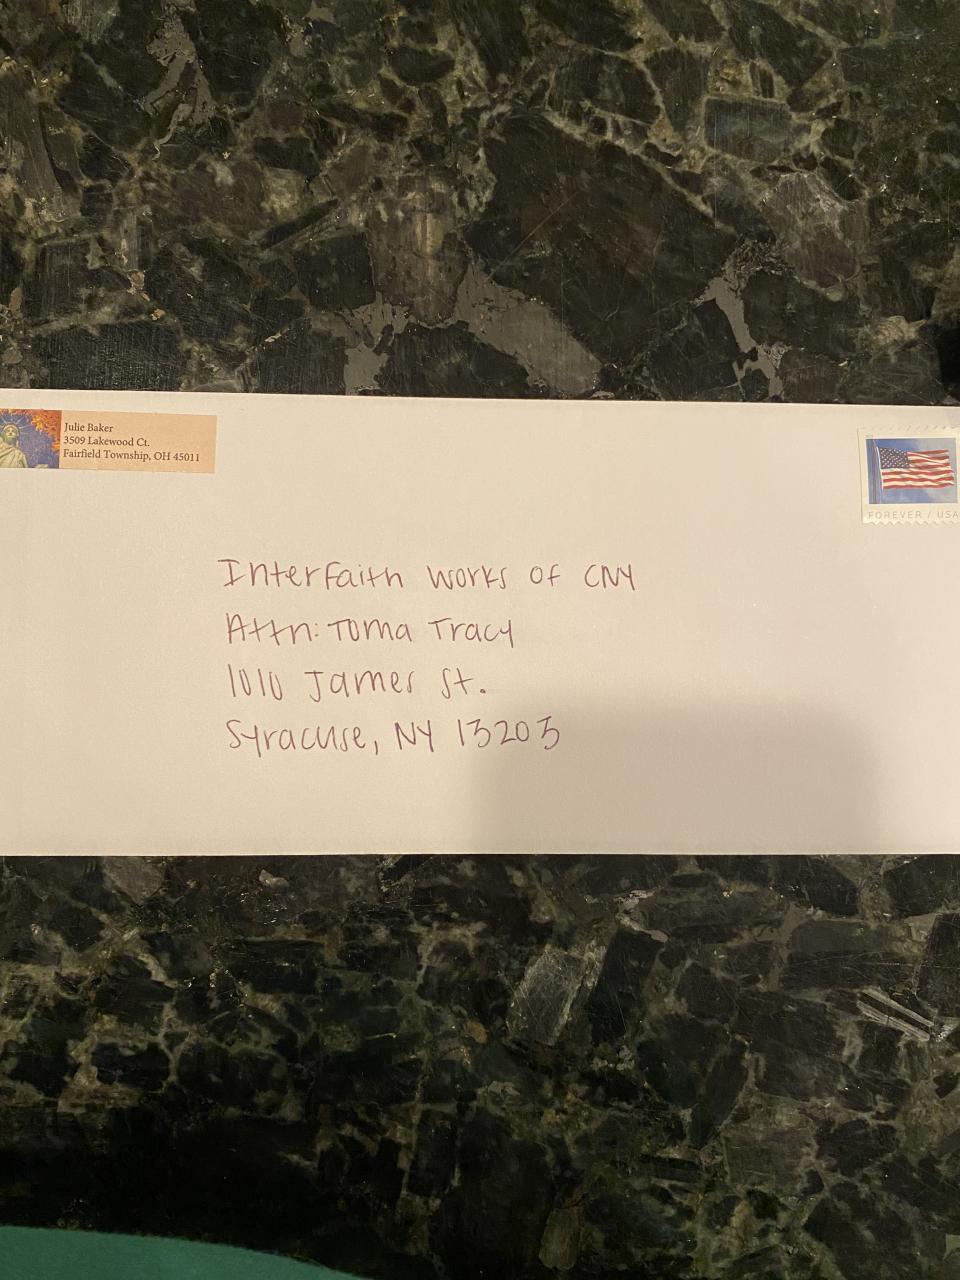 Julie Baker
3509 Lakewood Ct.
Fairfield Township, OH 45011
FOREVER / USA
Interfaith Works of CNY
Attn: Toma Tracy
1010 James St.
Syracuse, NY 13203